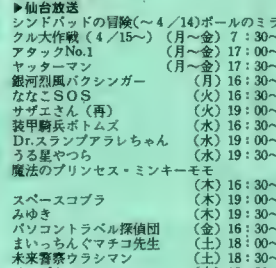 ▶仙台放送
シンドバッドの冒険(～4／14)ポールのミラ
クル大作戦(4／15～) (月～金) 7：30～
アタックNo.1 (月～金) 17：00～
ヤッターマン (月～金) 17：30～
銀河烈風バクシンガー (月) 16：30～
ななこSOS (火) 16：30～
サザエさん(再) (火) 19：00～
装甲騎兵ボトムズ (水) 16：30～
Dr.スランプアラレちゃん (水) 19：00～
うる星やつら (水) 19：30～
魔法のプリンセス・ミンキーモモ
(木) 16：30～
スペースコブラ (木) 19：00～
みゆき (木) 19：30～
パソコントラベル探偵団 (金) 16：30～
まいっちんぐマチコ先生 (土) 18：00～
未来警察ウラシマン (土) 18：30～